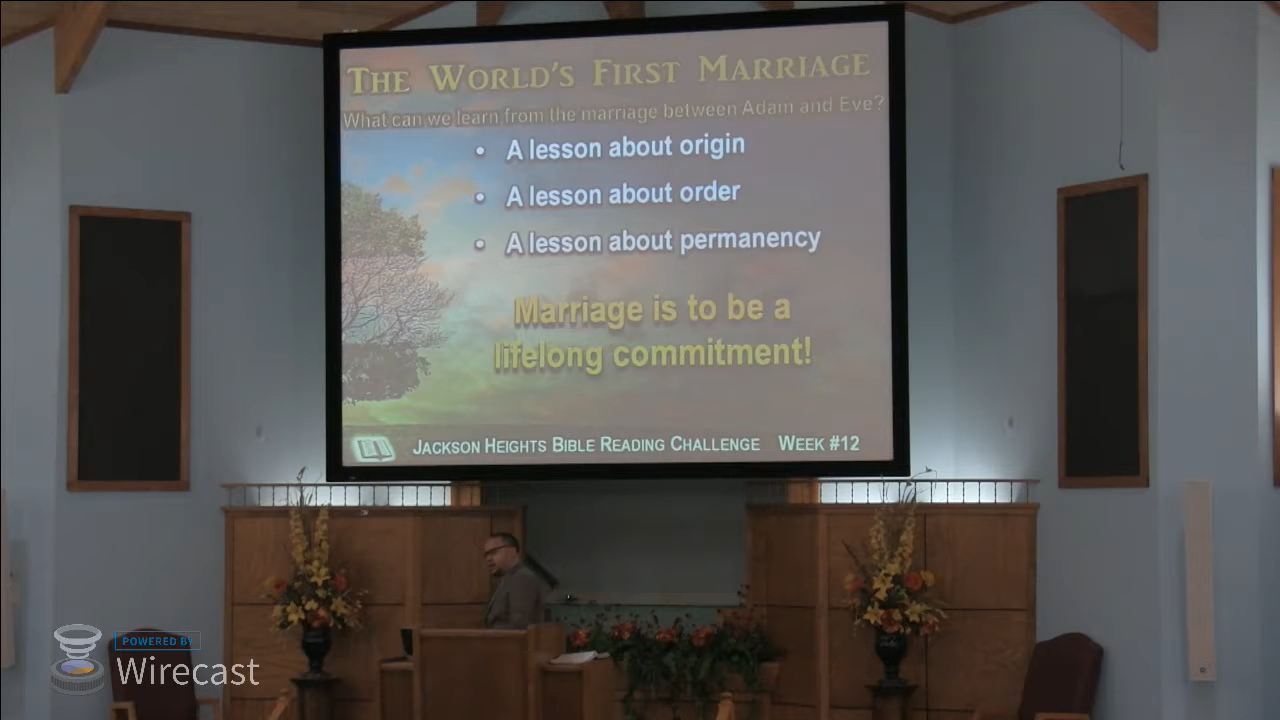 THE WORLD'S FIRST MARRIAGE
What can we learn from the marriage between Adam and Eve?
• A lesson about origin
• A lesson about order
• A lesson about permanency
Marriage is to be a
lifelong commitment!
JACKSON HEIGHTS BIBLE READING CHALLENGE WEEK #12
POWERED BY
Wirecast